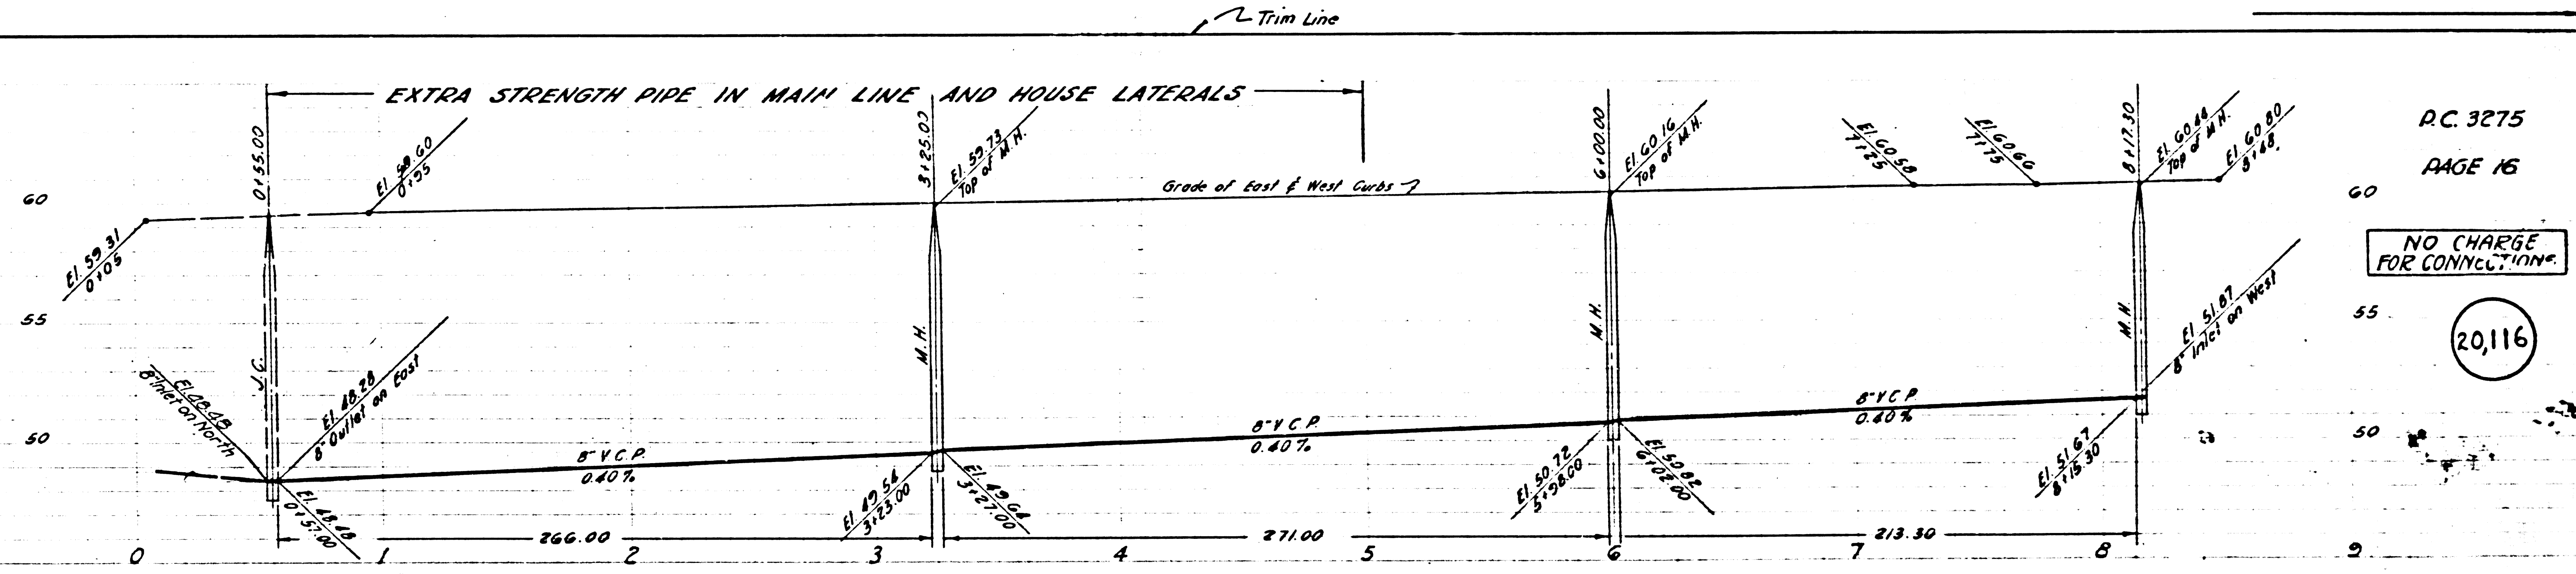 Trim Line
EXTRA STRENGTH PIPE IN MAIN LINE AND HOUSE LATERALS
0+55.00
El.
0+95
3+25.00
El. 59.73
Top of M.H.
Grade of East & West Curbs
6+00.00
El. 60.16
Top of M.H.
El. 60.58
7+25
El. 60.66
7+75
8+17.30
El. 60.44
Top of M.H.
El. 60.80
8+48
P.C. 3275
PAGE 16
60
60
El. 59.31
0+05
NO CHARGE
FOR CONNECTIONS
55
55
20,116
J.C.
M.H.
M.H.
M.H.
El. 51.87
8" Inlet on West
El. 48.48
8" Inlet on North
El. 48.28
8" Outlet on East
50
50
8" V.C.P.
0.40%
8" V.C.P.
0.40%
8" V.C.P.
0.40%
El. 48.48
0+57.00
El. 49.54
3+23.00
El. 49.64
3+27.00
El. 50.72
5+98.00
El. 50.82
6+02.00
El. 51.67
8+15.30
266.00
271.00
213.30
0 1 2 3 4 5 6 7 8 9